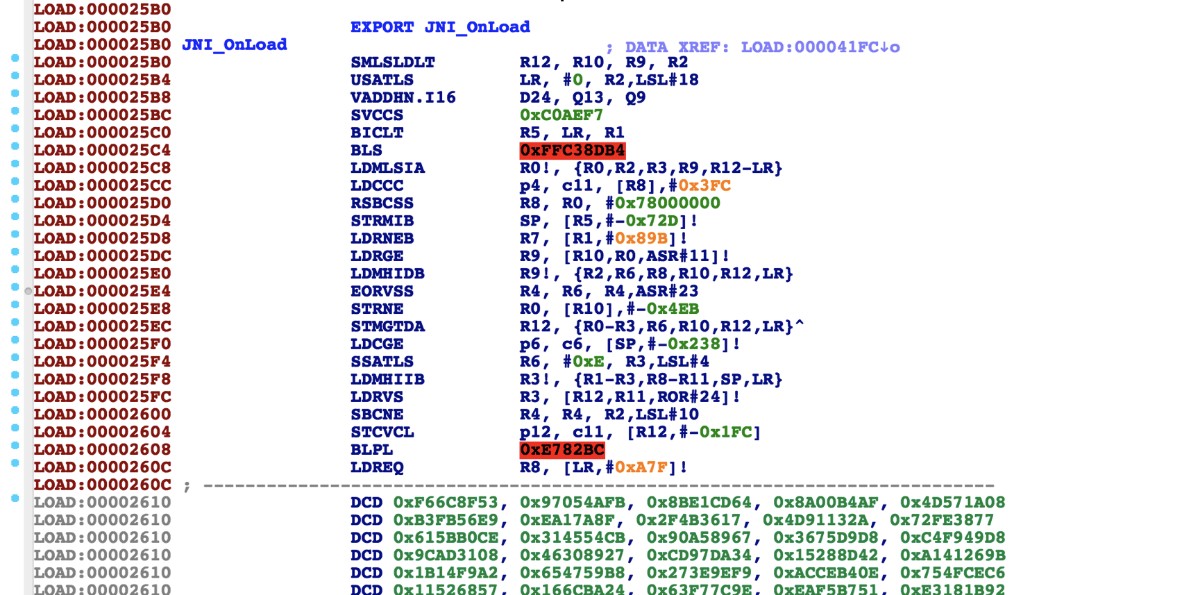 LOAD:000025B0
LOAD:000025B0 EXPORT JNI_OnLoad
LOAD:000025B0 JNI_OnLoad ; DATA XREF: LOAD:000041FC↓o
LOAD:000025B0 SMLSLDLT R12, R10, R9, R2
LOAD:000025B4 USATLS LR, #0, R2,LSL#18
LOAD:000025B8 VADDHN.I16 D24, Q13, Q9
LOAD:000025BC SVCCS 0xC0AEF7
LOAD:000025C0 BICLT R5, LR, R1
LOAD:000025C4 BLS 0xFFC38DB4
LOAD:000025C8 LDMLSIA R0!, {R0,R2,R3,R9,R12-LR}
LOAD:000025CC LDCCC p4, c11, [R8],#0x3FC
LOAD:000025D0 RSBCSS R8, R0, #0x78000000
LOAD:000025D4 STRMIB SP, [R5,#-0x72D]!
LOAD:000025D8 LDRNEB R7, [R1,#0x89B]!
LOAD:000025DC LDRGE R9, [R10,R0,ASR#11]!
LOAD:000025E0 LDMHIDB R9!, {R2,R6,R8,R10,R12,LR}
LOAD:000025E4 EORVSS R4, R6, R4,ASR#23
LOAD:000025E8 STRNE R0, [R10],#-0x4EB
LOAD:000025EC STMGTDA R12, {R0-R3,R6,R10,R12,LR}^
LOAD:000025F0 LDCGE p6, c6, [SP,#-0x238]!
LOAD:000025F4 SSATLS R6, #0xE, R3,LSL#4
LOAD:000025F8 LDMHIIB R3!, {R1-R3,R8-R11,SP,LR}
LOAD:000025FC LDRVS R3, [R12,R11,ROR#24]!
LOAD:00002600 SBCNE R4, R4, R2,LSL#10
LOAD:00002604 STCVCL p12, c11, [R12,#-0x1FC]
LOAD:00002608 BLPL 0xE782BC
LOAD:0000260C LDREQ R8, [LR,#0xA7F]!
LOAD:0000260C ; ---------------------------------------------------------------------------
LOAD:00002610 DCD 0xF66C8F53, 0x97054AFB, 0x8BE1CD64, 0x8A00B4AF, 0x4D571A08
LOAD:00002610 DCD 0xB3FB56E9, 0xEA17A8F, 0x2F4B3617, 0x4D91132A, 0x72FE3877
LOAD:00002610 DCD 0x615BB0CE, 0x314554CB, 0x90A58967, 0x3675D9D8, 0xC4F949D8
LOAD:00002610 DCD 0x9CAD3108, 0x46308927, 0xCD97DA34, 0x15288D42, 0xA141269B
LOAD:00002610 DCD 0x1B14F9A2, 0x654759B8, 0x273E9EF9, 0xACCEB40E, 0x754FCEC6
LOAD:00002610 DCD 0x11526857, 0x166CBA24, 0x63F77C9E, 0xEAF5B751, 0xE3181B92